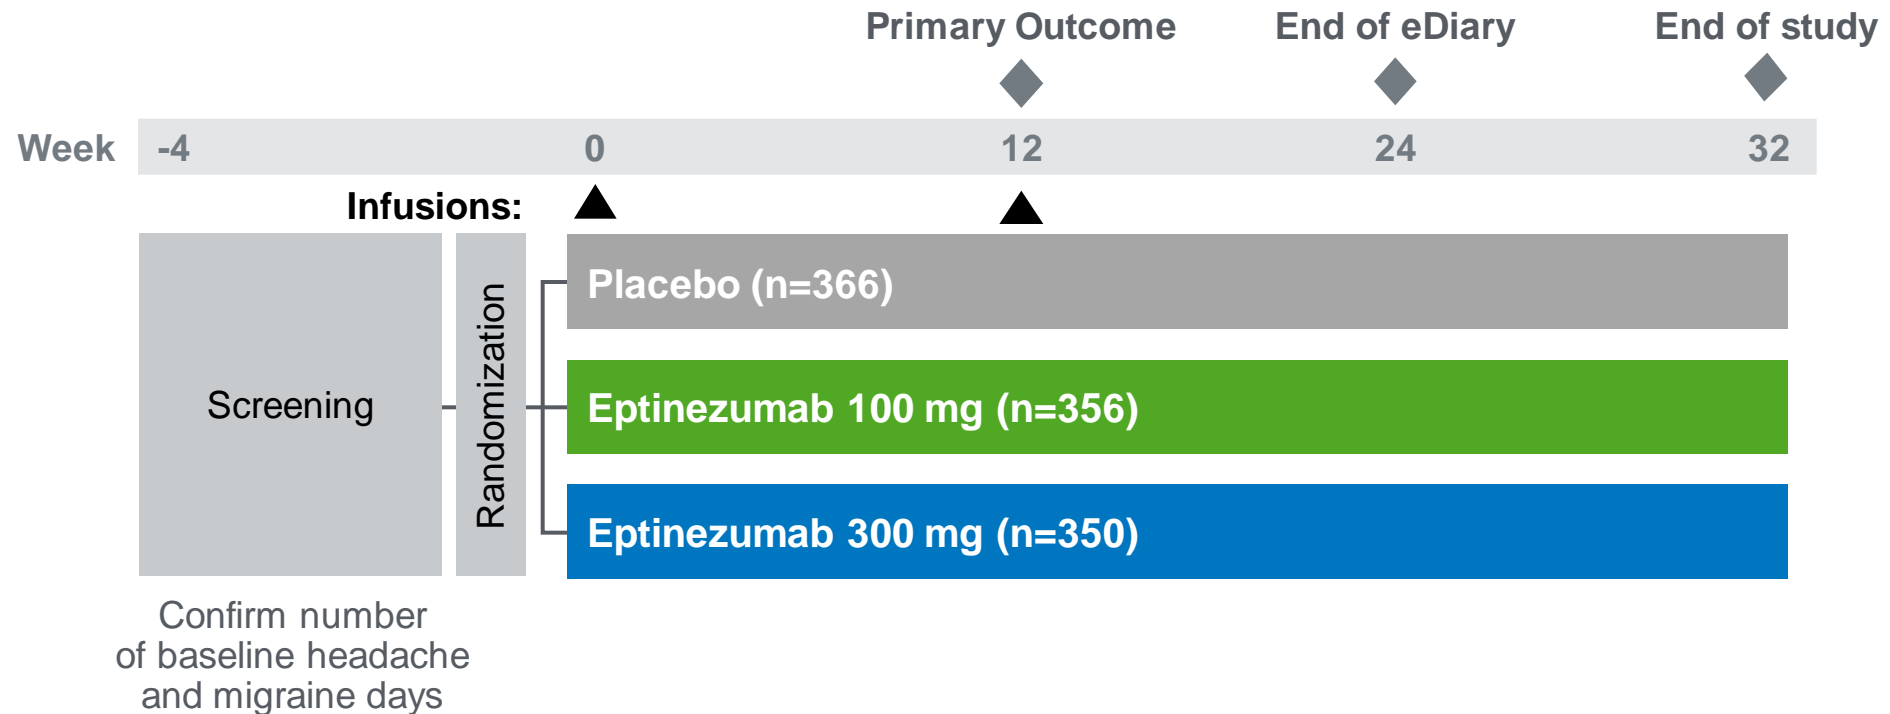 Primary Outcome End of eDiary End of study
Week -4 0 12 24 32
Infusions:
Screening
Randomization
Placebo (n=366)
Eptinezumab 100 mg (n=356)
Eptinezumab 300 mg (n=350)
Confirm number
of baseline headache
and migraine days